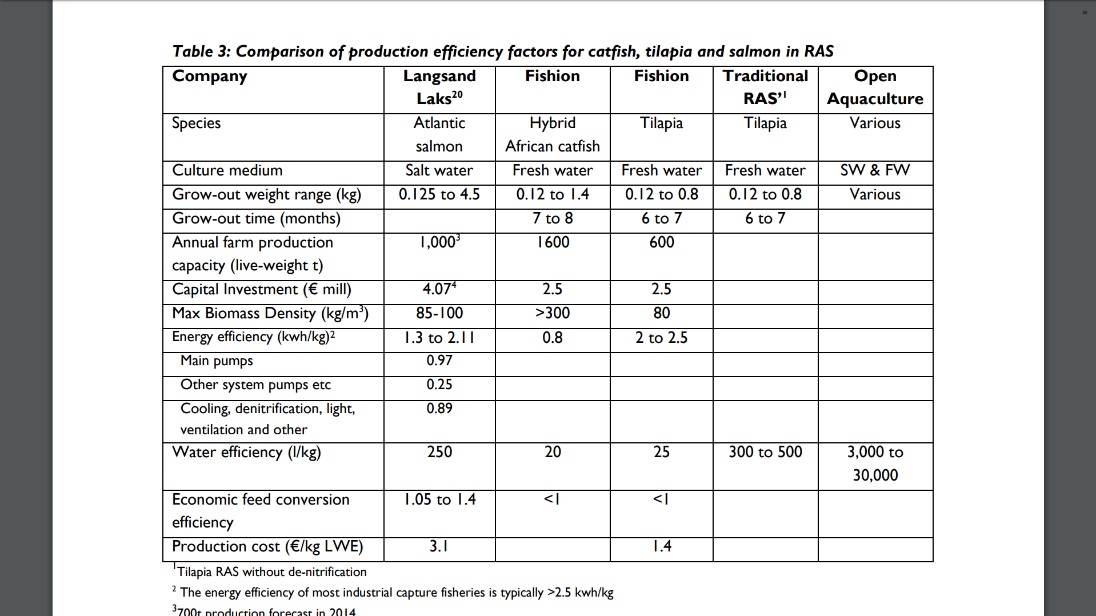 Table 3: Comparison of production efficiency factors for catfish, tilapia and salmon in RAS
Company Langsand Laks20 Fishion Fishion Traditional RAS'1 Open Aquaculture
Species Atlantic salmon Hybrid African catfish Tilapia Tilapia Various
Culture medium Salt water Fresh water Fresh water Fresh water SW & FW
Grow-out weight range (kg) 0.125 to 4.5 0.12 to 1.4 0.12 to 0.8 0.12 to 0.8 Various
Grow-out time (months) 7 to 8 6 to 7 6 to 7
Annual farm production capacity (live-weight t) 1,000³ 1600 600
Capital Investment (€ mill) 4.07⁴ 2.5 2.5
Max Biomass Density (kg/m³) 85-100 >300 80
Energy efficiency (kwh/kg)² 1.3 to 2.11 0.8 2 to 2.5
Main pumps 0.97
Other system pumps etc 0.25
Cooling, denitrification, light, ventilation and other 0.89
Water efficiency (l/kg) 250 20 25 300 to 500 3,000 to 30,000
Economic feed conversion efficiency 1.05 to 1.4 <1 <1
Production cost (€/kg LWE) 3.1 1.4
¹Tilapia RAS without de-nitrification
² The energy efficiency of most industrial capture fisheries is typically >2.5 kwh/kg
³700t production forecast in 2014